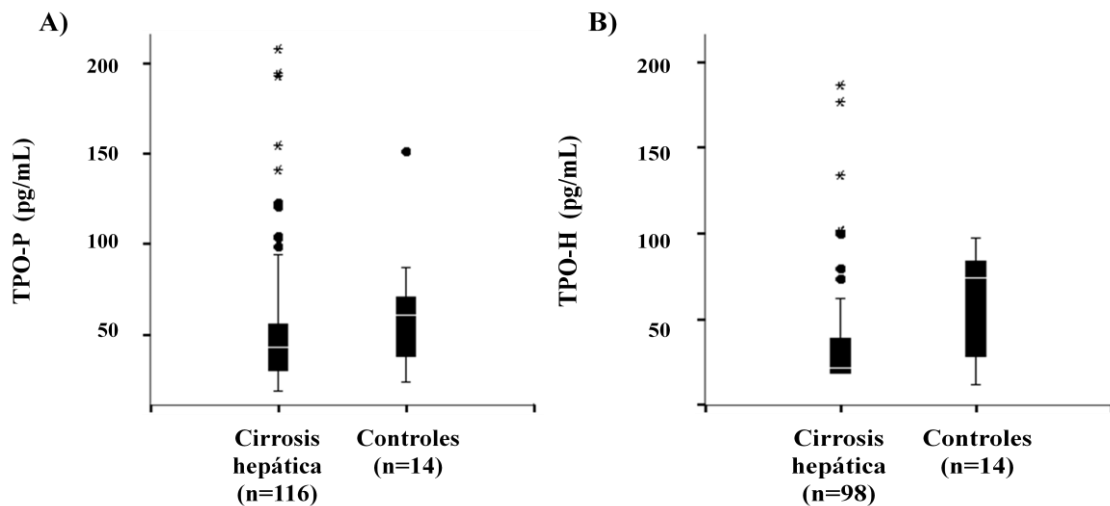 A)
TPO-P (pg/mL)
200
150
100
50
Cirrosis
hepática
(n=116)
Controles
(n=14)
B)
TPO-H (pg/mL)
200
150
100
50
0
Cirrosis
hepática
(n=98)
Controles
(n=14)